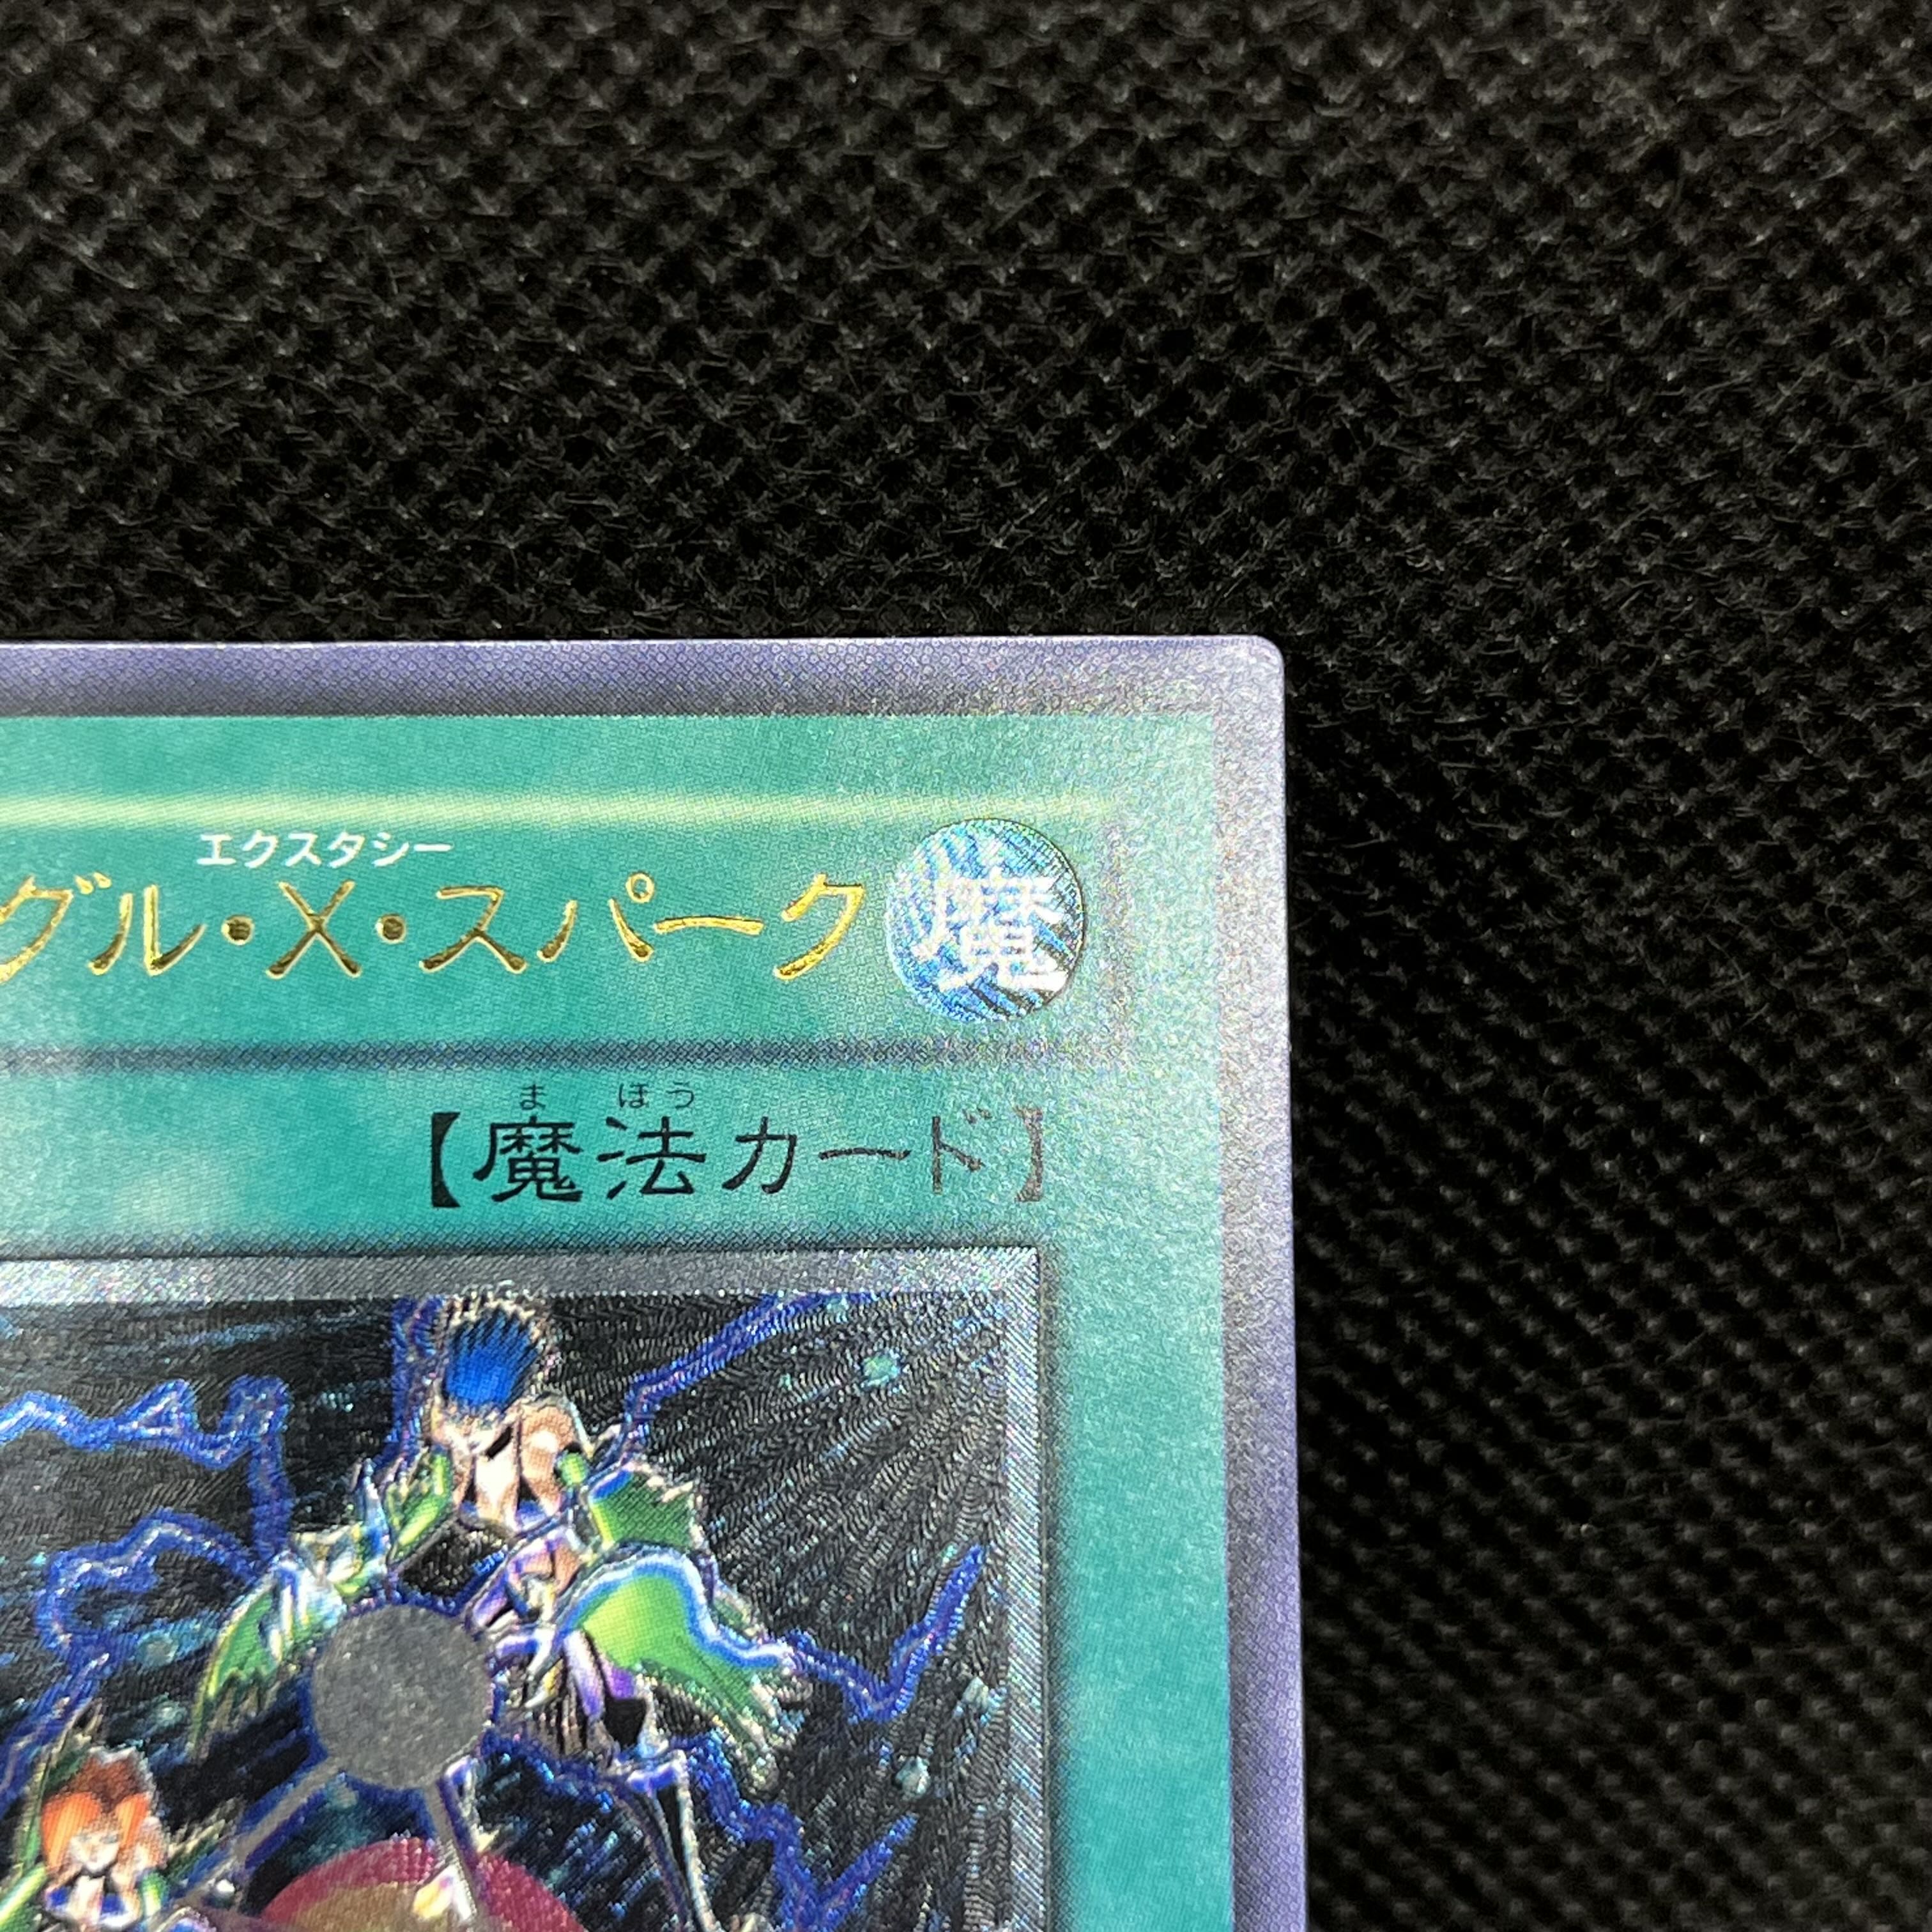 エクスタシー
グル・X・スパーク 魔
ま ほう
【魔法カード】